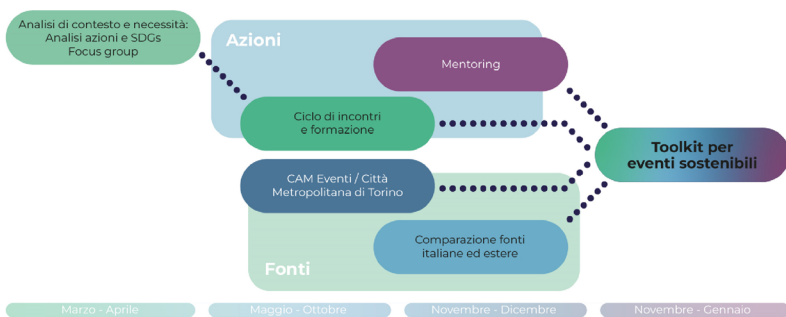 Analisi di contesto e necessità:
Analisi azioni e SDGs
Focus group
Azioni
Mentoring
Ciclo di incontri
e formazione
Toolkit per
eventi sostenibili
CAM Eventi / Città
Metropolitana di Torino
Comparazione fonti
italiane ed estere
Fonti
Marzo - Aprile
Maggio - Ottobre
Novembre - Dicembre
Novembre - Gennaio